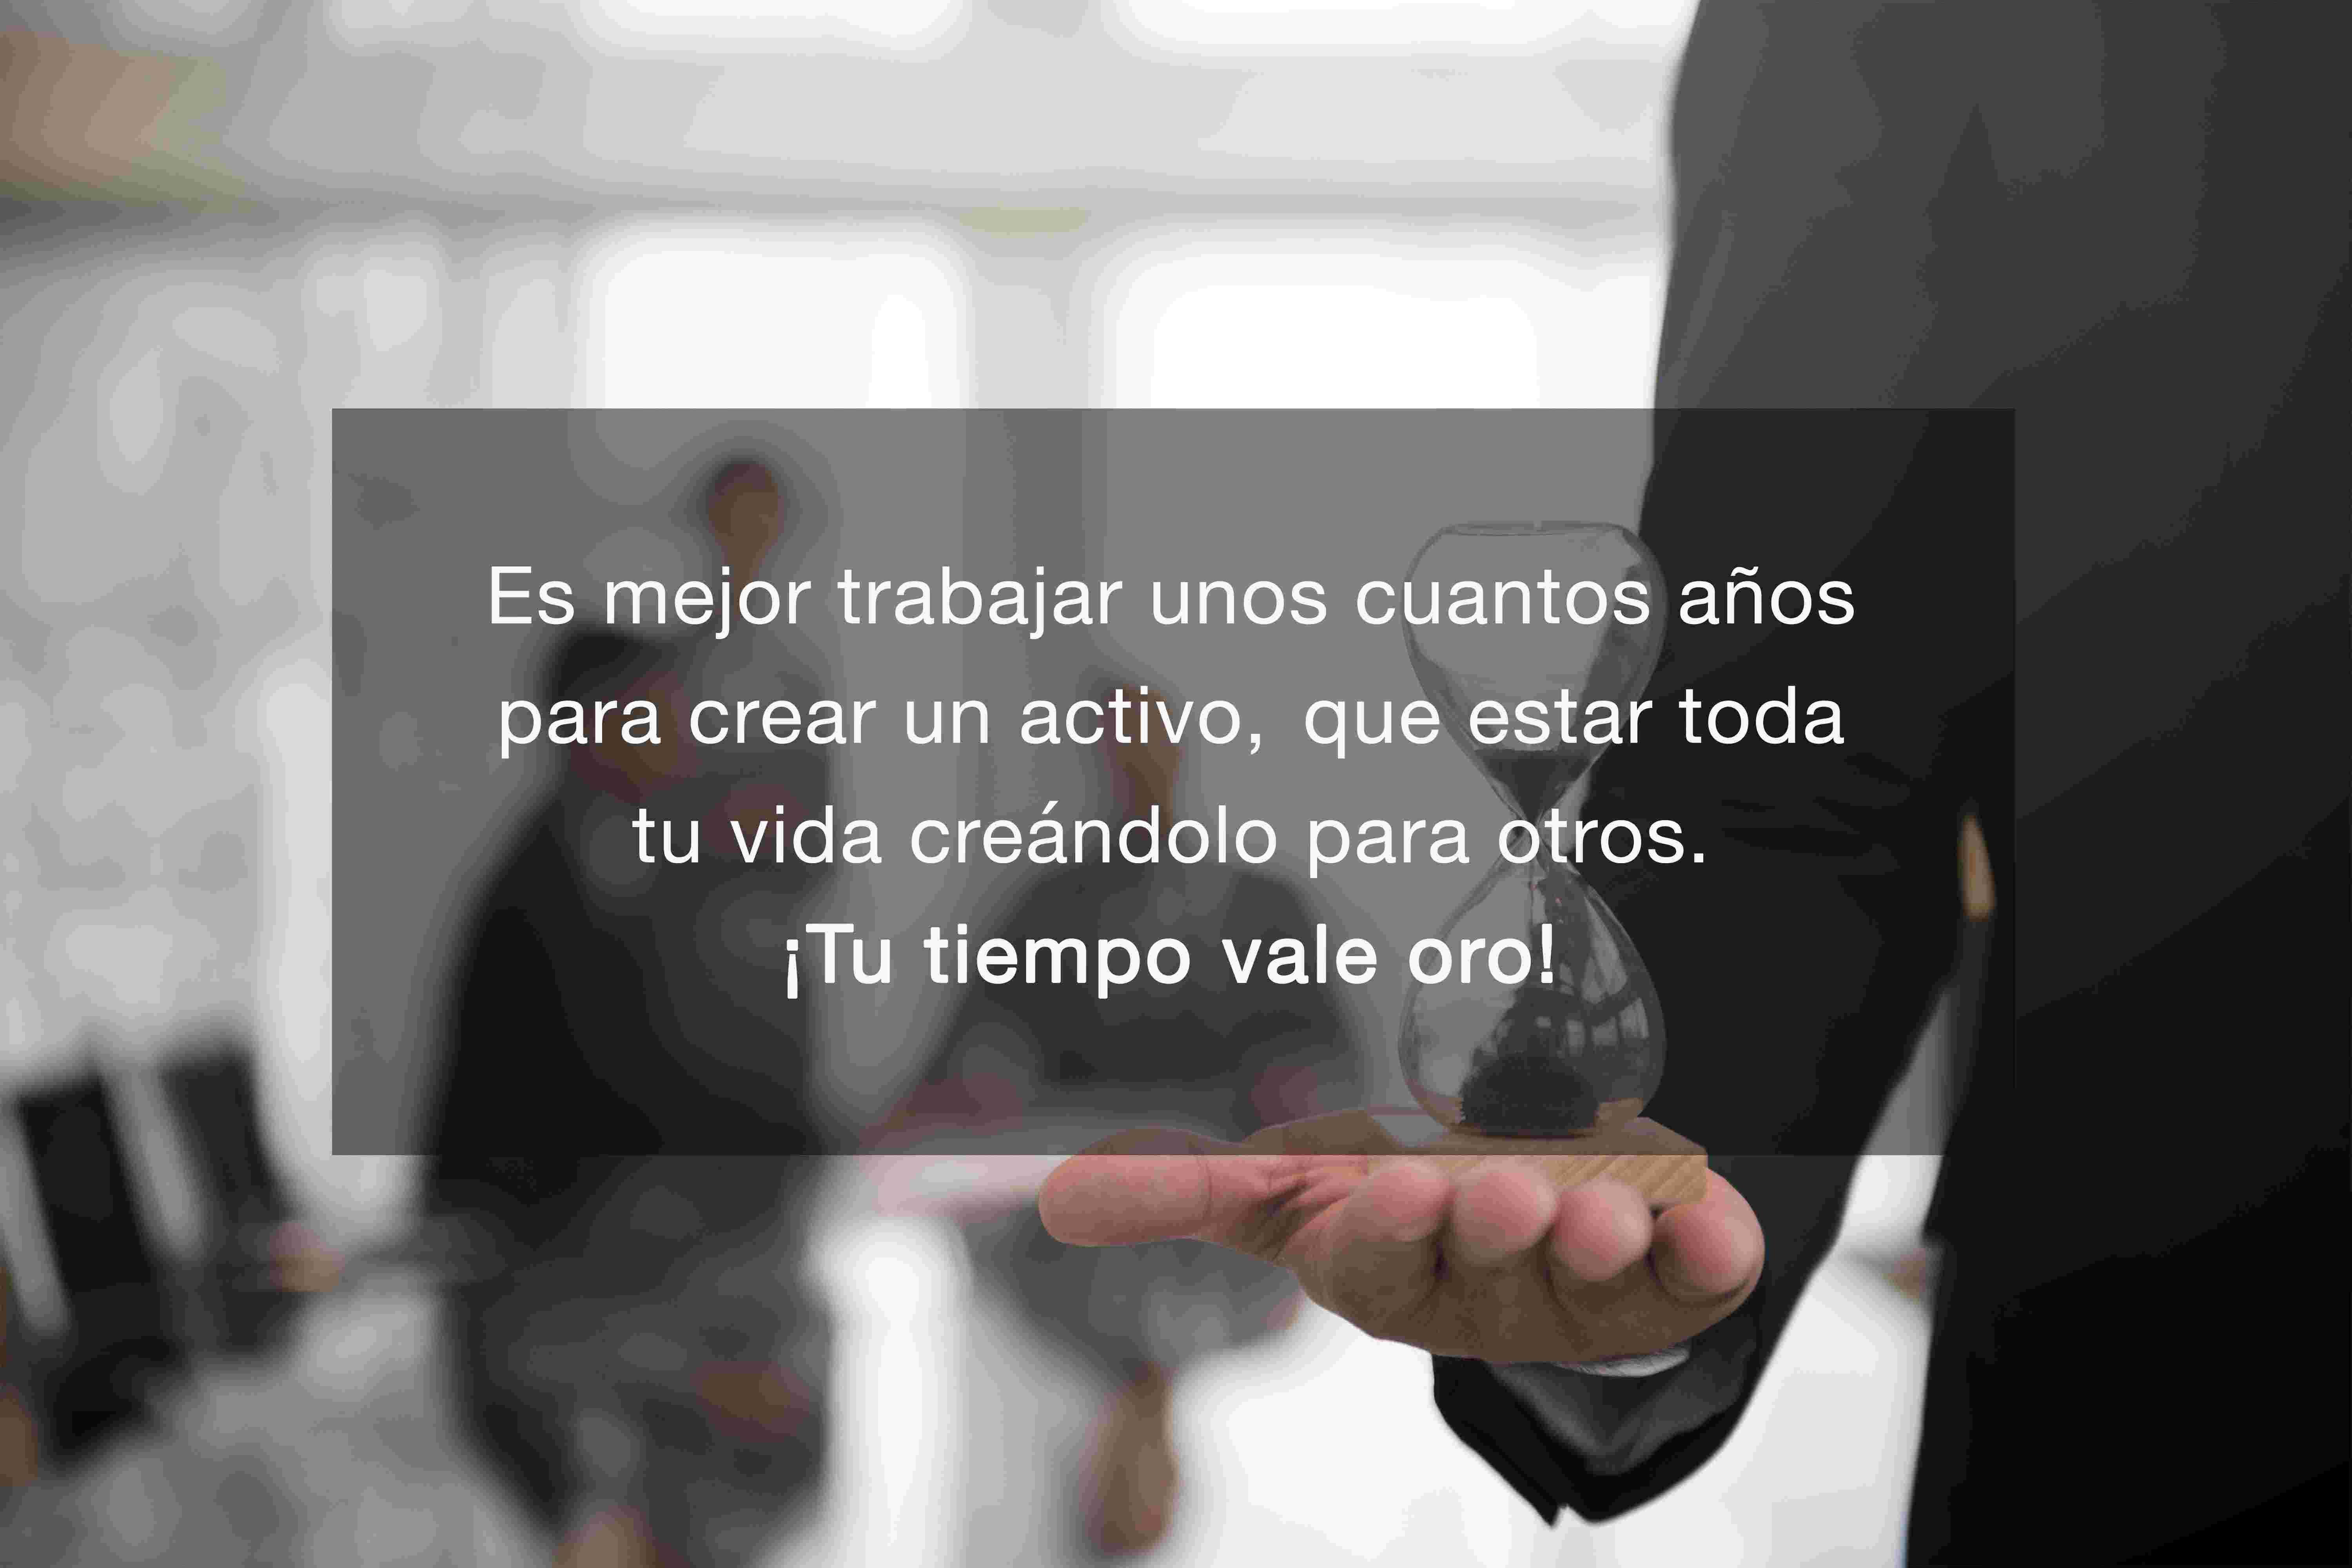 Es mejor trabajar unos cuantos años
para crear un activo, que estar toda
tu vida creándolo para otros.
¡Tu tiempo vale oro!